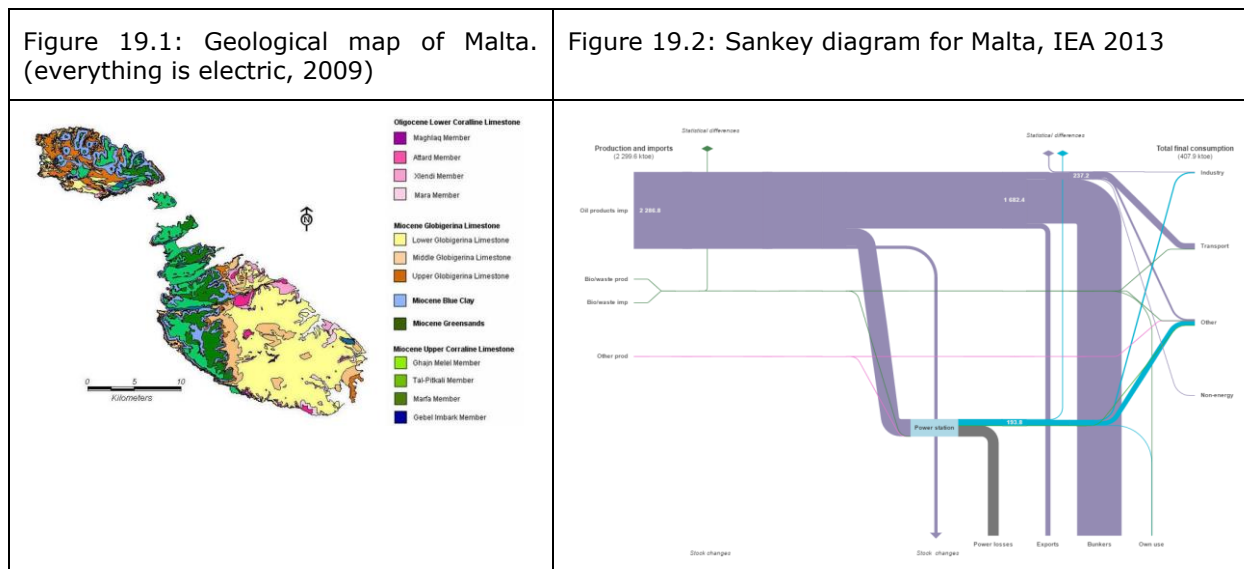 Figure 19.1: Geological map of Malta.
(everything is electric, 2009)
Figure 19.2: Sankey diagram for Malta, IEA 2013
Oligocene Lower Coralline Limestone
Maghlaq Member
Attard Member
Xlendi Member
Mara Member
N
Miocene Globigerina Limestone
Lower Globigerina Limestone
Middle Globigerina Limestone
Upper Globigerina Limestone
Miocene Blue Clay
Miocene Greensands
Miocene Upper Corraline Limestone
Ghajn Melel Member
Tal-Pitkali Member
Marfa Member
Gebel Imbark Member
0 5 10
Kilometers
Statistical differences
Statistical differences
Production and imports
(2 299.6 ktoe)
Total final consumption
(407.9 ktoe)
Industry
237.2
Oil products imp
1 682.4
Transport
Bio/waste prod
Bio/waste imp
Other
Other prod
Non-energy
Power station
193.8
Stock changes
Stock changes
Power losses
Exports
Bunkers
Own use